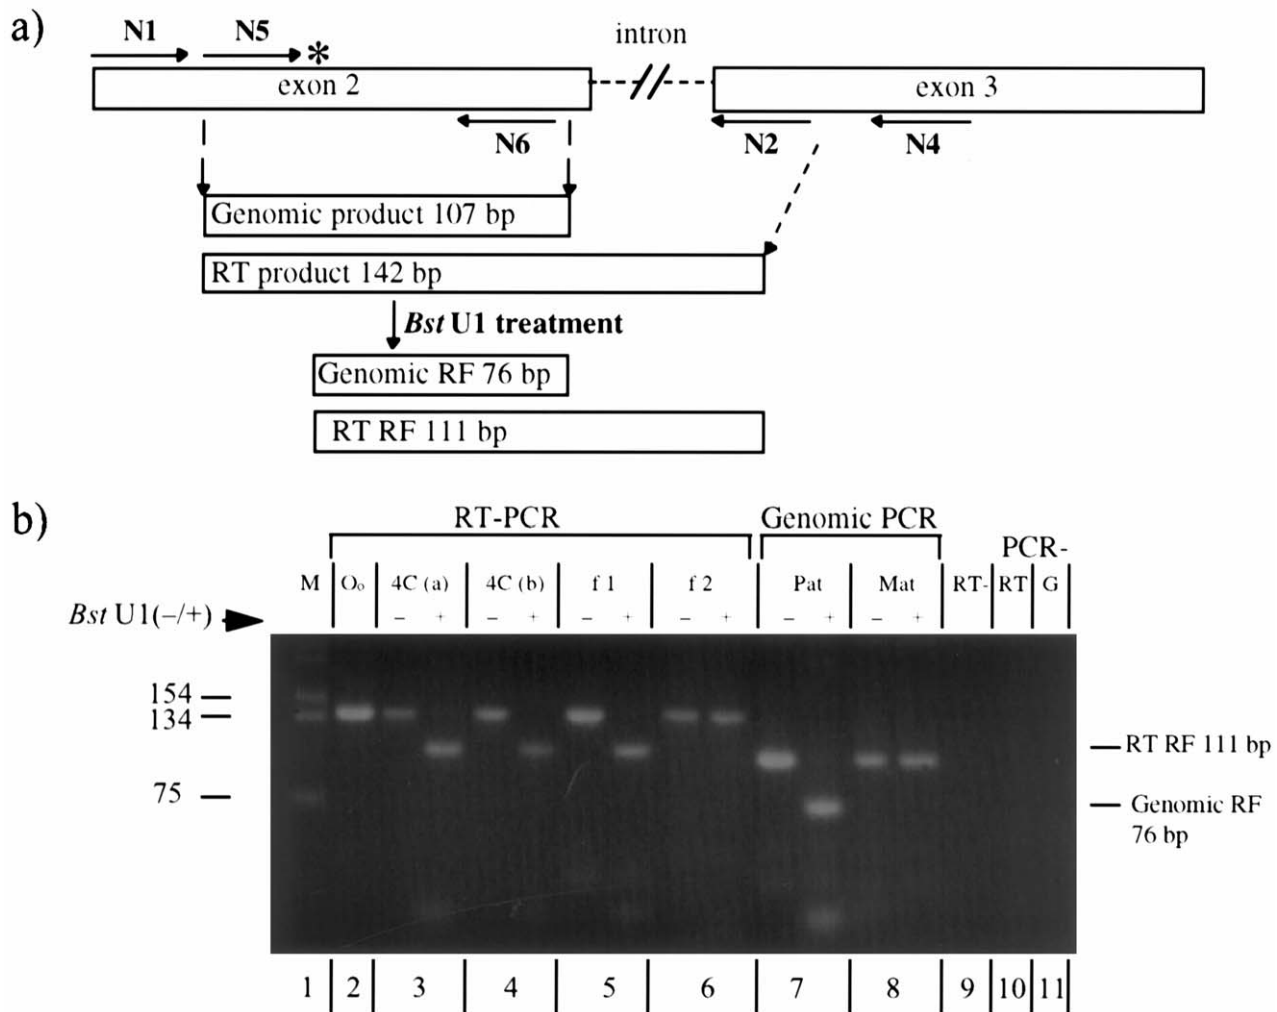 a)
N1 N5 * intron
exon 2 exon 3
N6 N2 N4
Genomic product 107 bp
RT product 142 bp
Bst U1 treatment
Genomic RF 76 bp
RT RF 111 bp
b)
RT-PCR Genomic PCR
PCR-
M Oo 4C (a) 4C (b) f 1 f 2 Pat Mat RT- RT G
Bst U1(–/+) – + – + – + – + – + – +
154
134
75
RT RF 111 bp
Genomic RF
76 bp
1 2 3 4 5 6 7 8 9 10 11